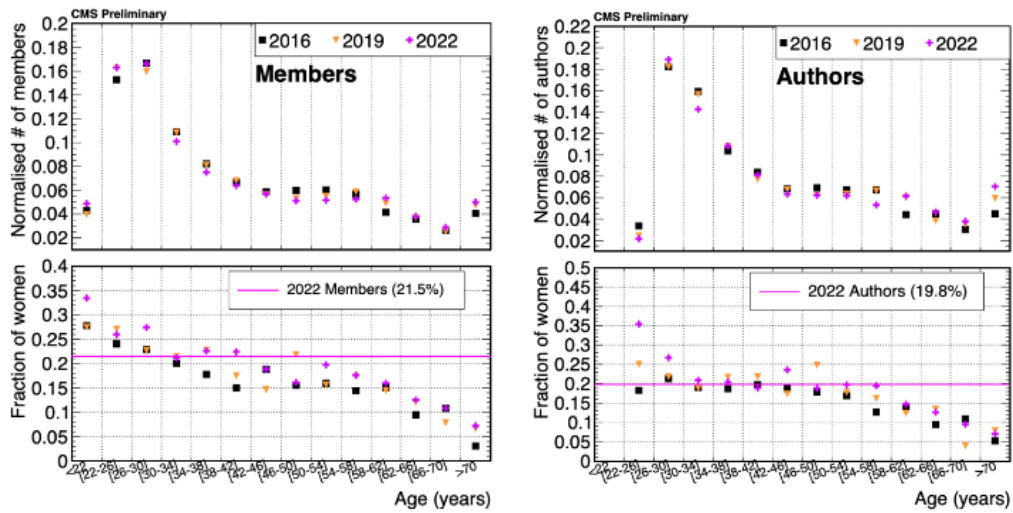 CMS Preliminary
Normalised # of members
0.2
0.18
0.16
0.14
0.12
0.1
0.08
0.06
0.04
0.02
2016 2019 2022
Members
Fraction of women
0.4
0.35
0.3
0.25
0.2
0.15
0.1
0.05
0
2022 Members (21.5%)
<22 [22-26[ [26-30[ [30-34[ [34-38[ [38-42[ [42-46[ [46-50[ [50-54[ [54-58[ [58-62[ [62-66[ [66-70[ >70
Age (years)
CMS Preliminary
Normalised # of authors
0.22
0.2
0.18
0.16
0.14
0.12
0.1
0.08
0.06
0.04
0.02
2016 2019 2022
Authors
Fraction of women
0.5
0.45
0.4
0.35
0.3
0.25
0.2
0.15
0.1
0.05
0
2022 Authors (19.8%)
<22 [22-26[ [26-30[ [30-34[ [34-38[ [38-42[ [42-46[ [46-50[ [50-54[ [54-58[ [58-62[ [62-66[ [66-70[ >70
Age (years)